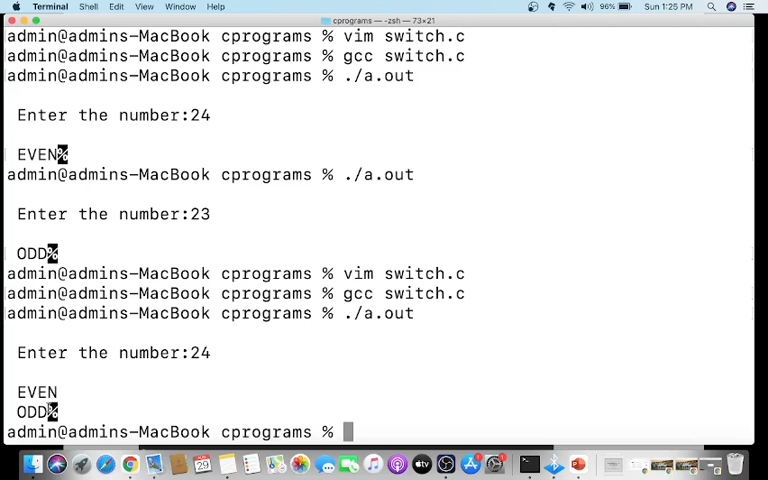 Terminal Shell Edit View Window Help 96% Sun 1:25 PM
cprograms — -zsh — 73×21
admin@admins-MacBook cprograms % vim switch.c
admin@admins-MacBook cprograms % gcc switch.c
admin@admins-MacBook cprograms % ./a.out
Enter the number:24
EVEN%
admin@admins-MacBook cprograms % ./a.out
Enter the number:23
ODD%
admin@admins-MacBook cprograms % vim switch.c
admin@admins-MacBook cprograms % gcc switch.c
admin@admins-MacBook cprograms % ./a.out
Enter the number:24
EVEN
ODD%
admin@admins-MacBook cprograms %
29